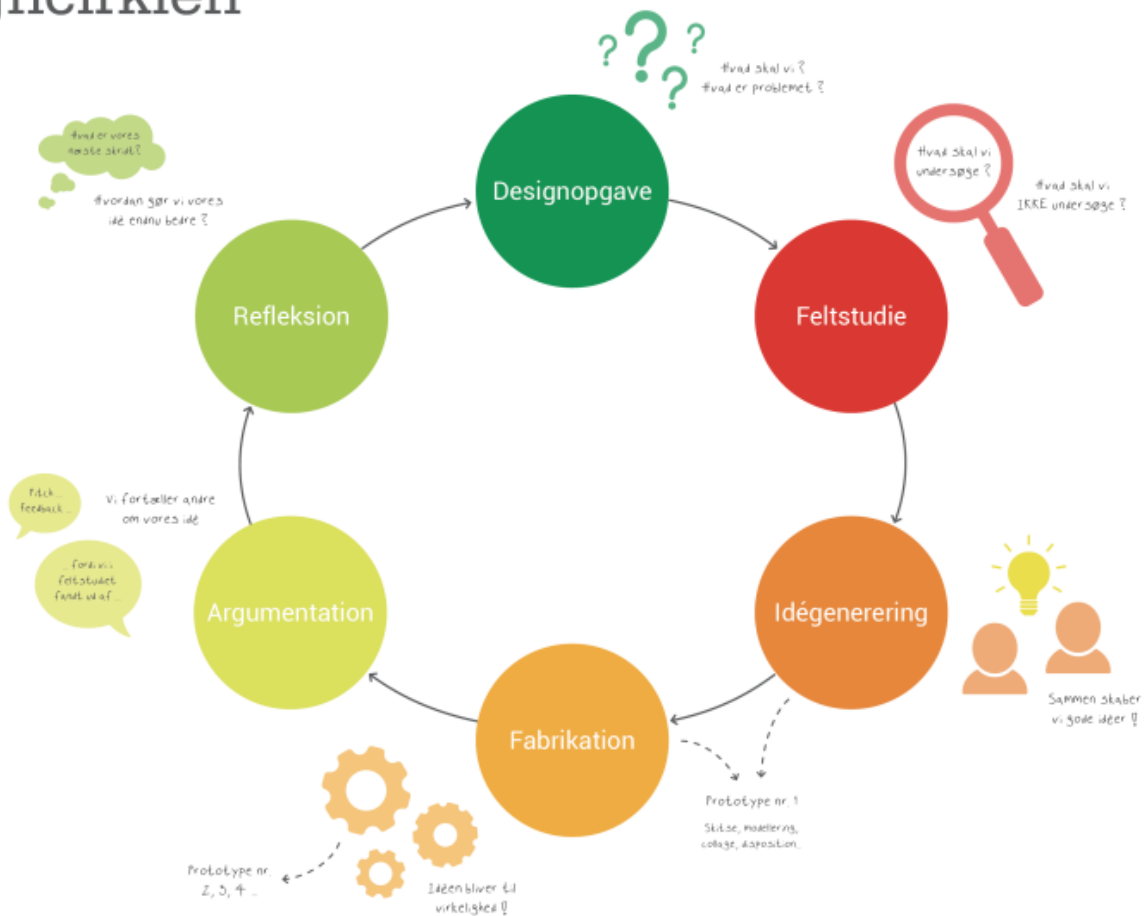 Hvad skal vi?
Hvad er problemet?
Designopgave
Hvad skal vi
undersøge?
Hvad skal vi
IKKE undersøge?
Feltstudie
Idégenerering
Sammen skaber
vi gode idéer!
Prototype nr. 1
Skitse, modellering,
collage, disposition...
Fabrikation
Idéen bliver til
virkelighed!
Prototype nr.
2, 3, 4 ...
Argumentation
Vi fortæller andre
om vores idé
Pitch ...
Feedback ...
... fordi vi i
feltstudiet
fandt ud af ...
Refleksion
Hvordan gør vi vores
idé endnu bedre?
Hvad er vores
næste skridt?